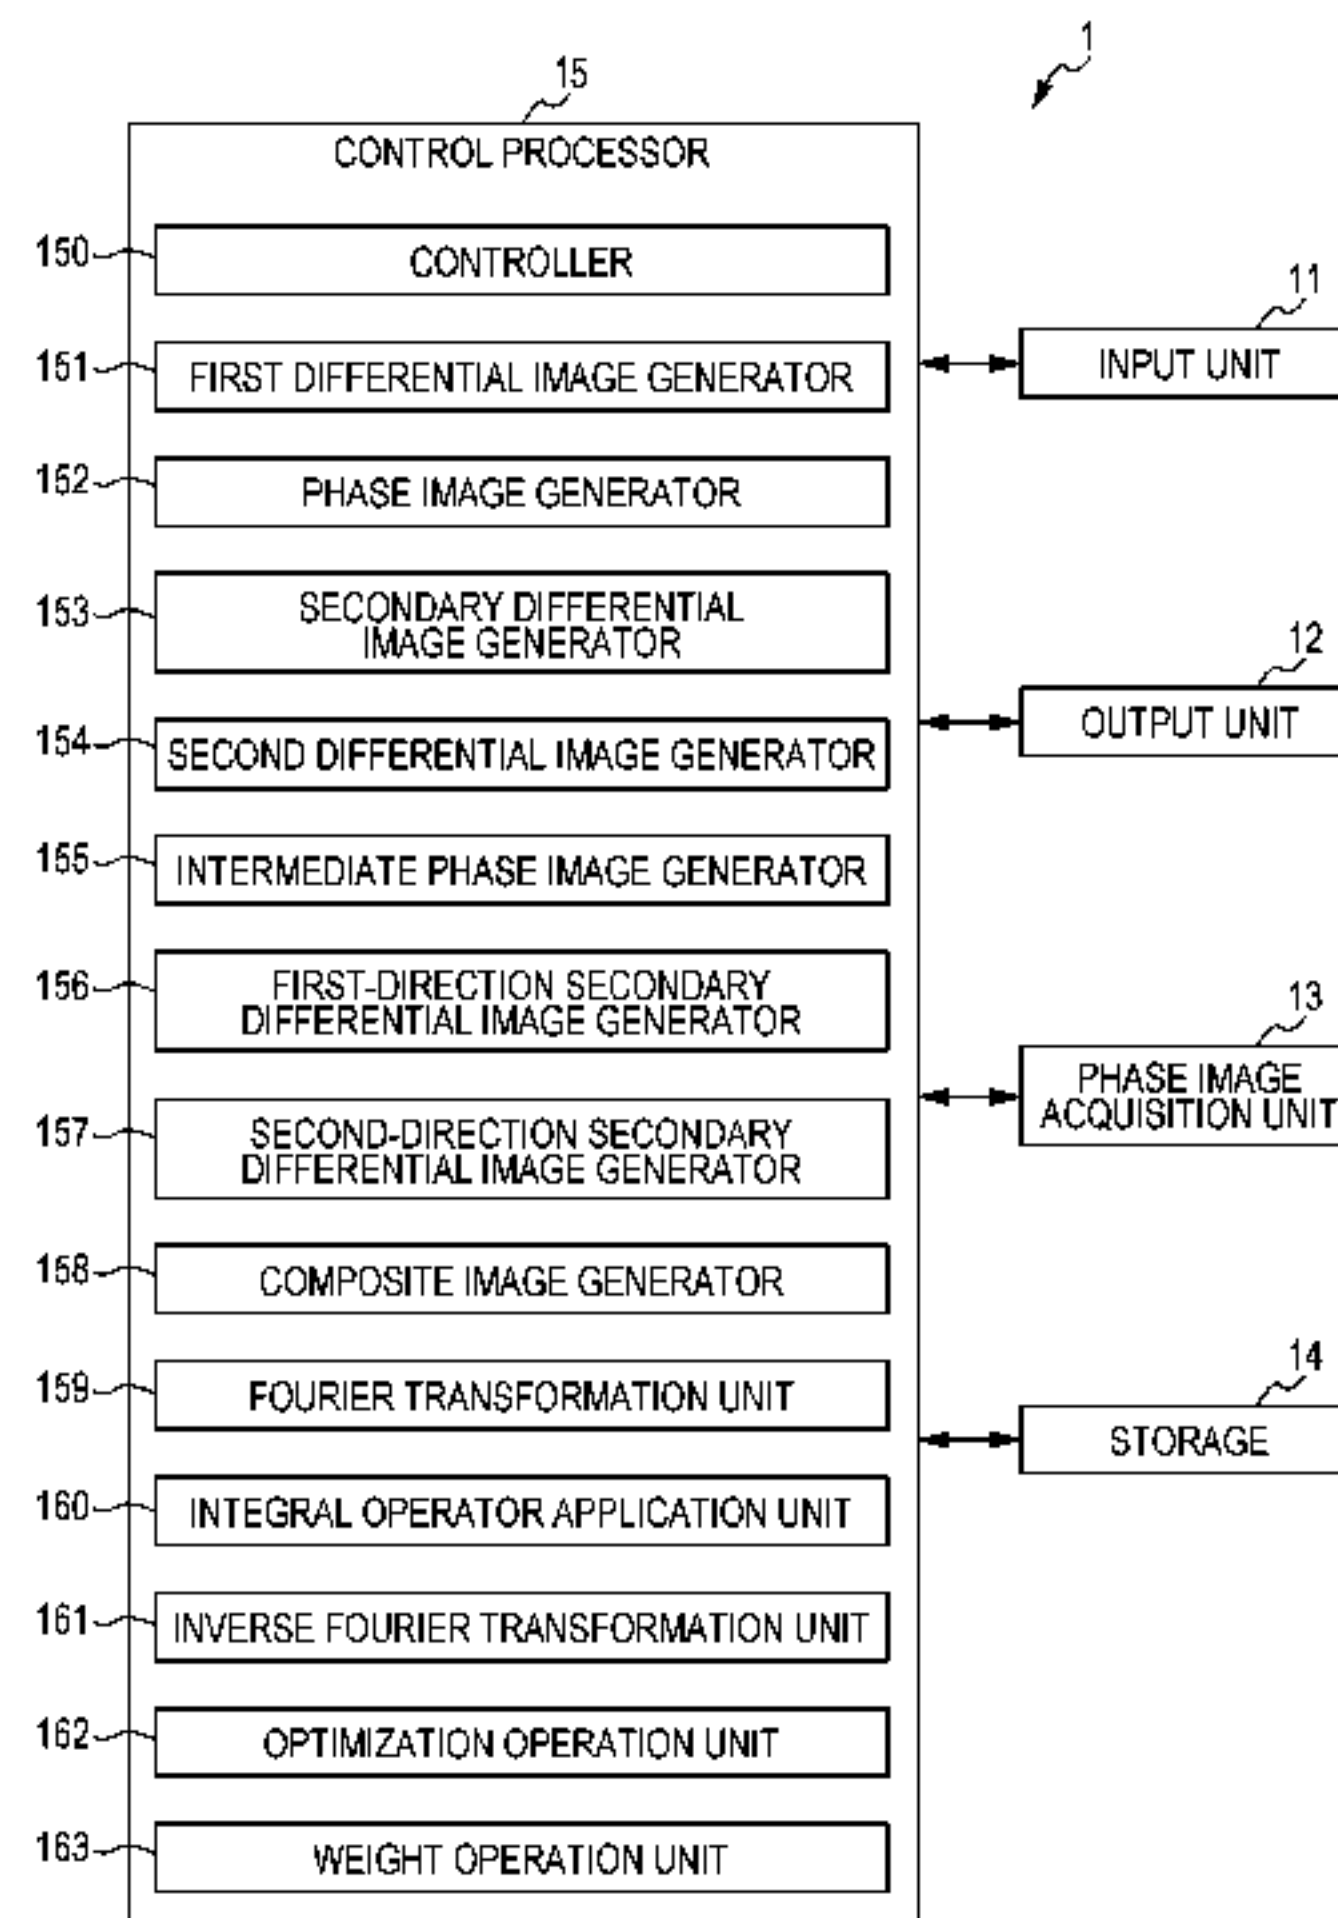 1
15
CONTROL PROCESSOR
150
CONTROLLER
151
FIRST DIFFERENTIAL IMAGE GENERATOR
152
PHASE IMAGE GENERATOR
153
SECONDARY DIFFERENTIAL
IMAGE GENERATOR
154
SECOND DIFFERENTIAL IMAGE GENERATOR
155
INTERMEDIATE PHASE IMAGE GENERATOR
156
FIRST-DIRECTION SECONDARY
DIFFERENTIAL IMAGE GENERATOR
157
SECOND-DIRECTION SECONDARY
DIFFERENTIAL IMAGE GENERATOR
158
COMPOSITE IMAGE GENERATOR
159
FOURIER TRANSFORMATION UNIT
160
INTEGRAL OPERATOR APPLICATION UNIT
161
INVERSE FOURIER TRANSFORMATION UNIT
162
OPTIMIZATION OPERATION UNIT
163
WEIGHT OPERATION UNIT
11
INPUT UNIT
12
OUTPUT UNIT
13
PHASE IMAGE
ACQUISITION UNIT
14
STORAGE